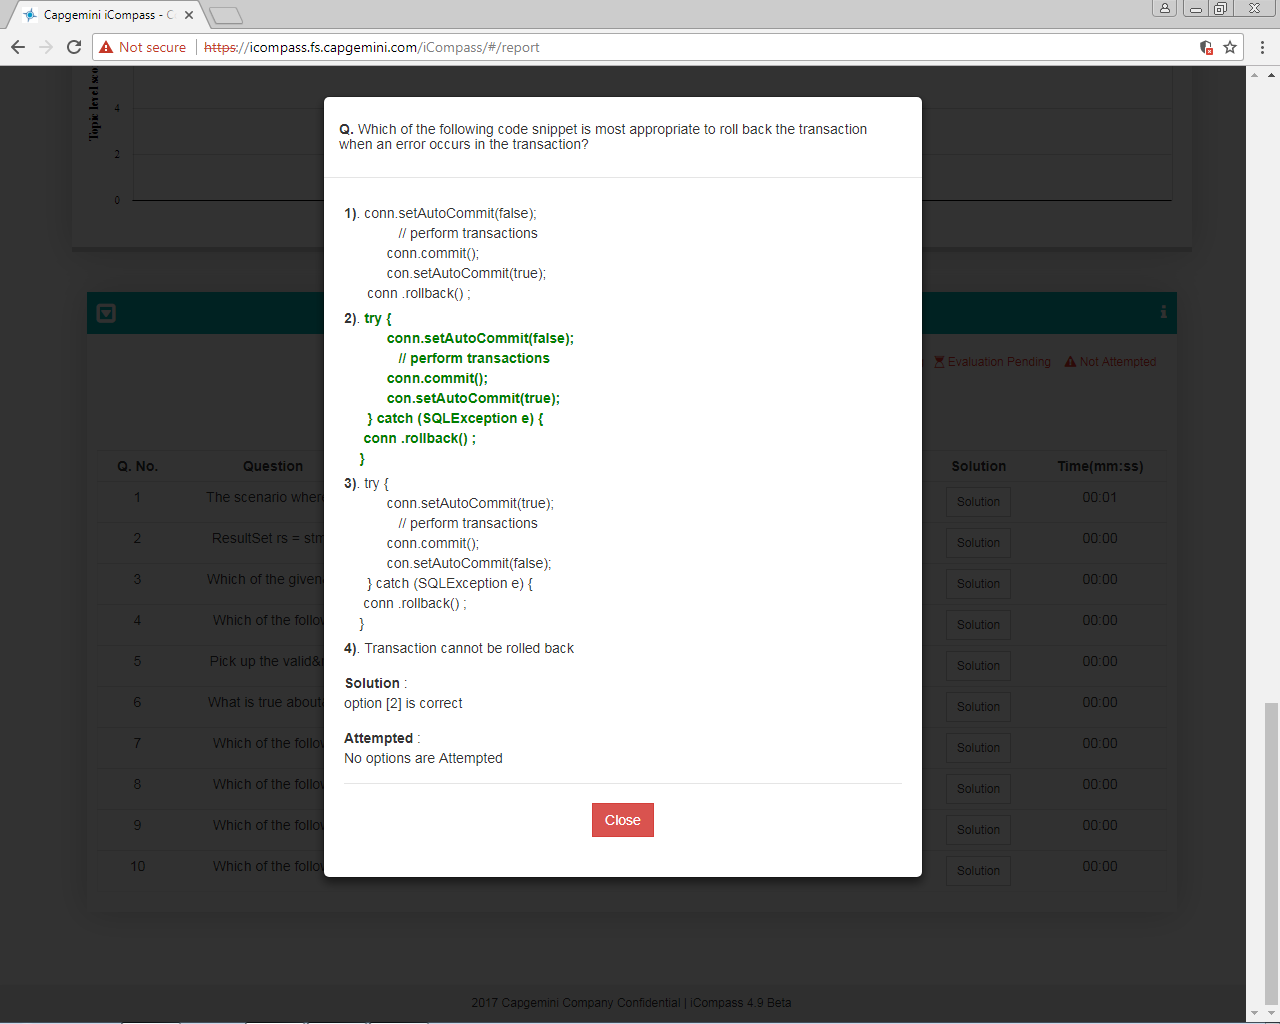 Capgemini iCompass - C
Not secure
https://icompass.fs.capgemini.com/iCompass/#/report
Topic level sco
4
2
0
Q. Which of the following code snippet is most appropriate to roll back the transaction
when an error occurs in the transaction?
1). conn.setAutoCommit(false);
// perform transactions
conn.commit();
con.setAutoCommit(true);
conn .rollback() ;
2). try {
conn.setAutoCommit(false);
// perform transactions
conn.commit();
con.setAutoCommit(true);
} catch (SQLException e) {
conn .rollback() ;
}
3). try {
conn.setAutoCommit(true);
// perform transactions
conn.commit();
con.setAutoCommit(false);
} catch (SQLException e) {
conn .rollback() ;
}
4). Transaction cannot be rolled back
Solution :
option [2] is correct
Attempted :
No options are Attempted
Close
Evaluation Pending Not Attempted
Q. No. Question Solution Time(mm:ss)
1 The scenario wher Solution 00:01
2 ResultSet rs = stm Solution 00:00
3 Which of the given Solution 00:00
4 Which of the follo Solution 00:00
5 Pick up the valid& Solution 00:00
6 What is true about Solution 00:00
7 Which of the follo Solution 00:00
8 Which of the follo Solution 00:00
9 Which of the follo Solution 00:00
10 Which of the follo Solution 00:00
2017 Capgemini Company Confidential | iCompass 4.9 Beta